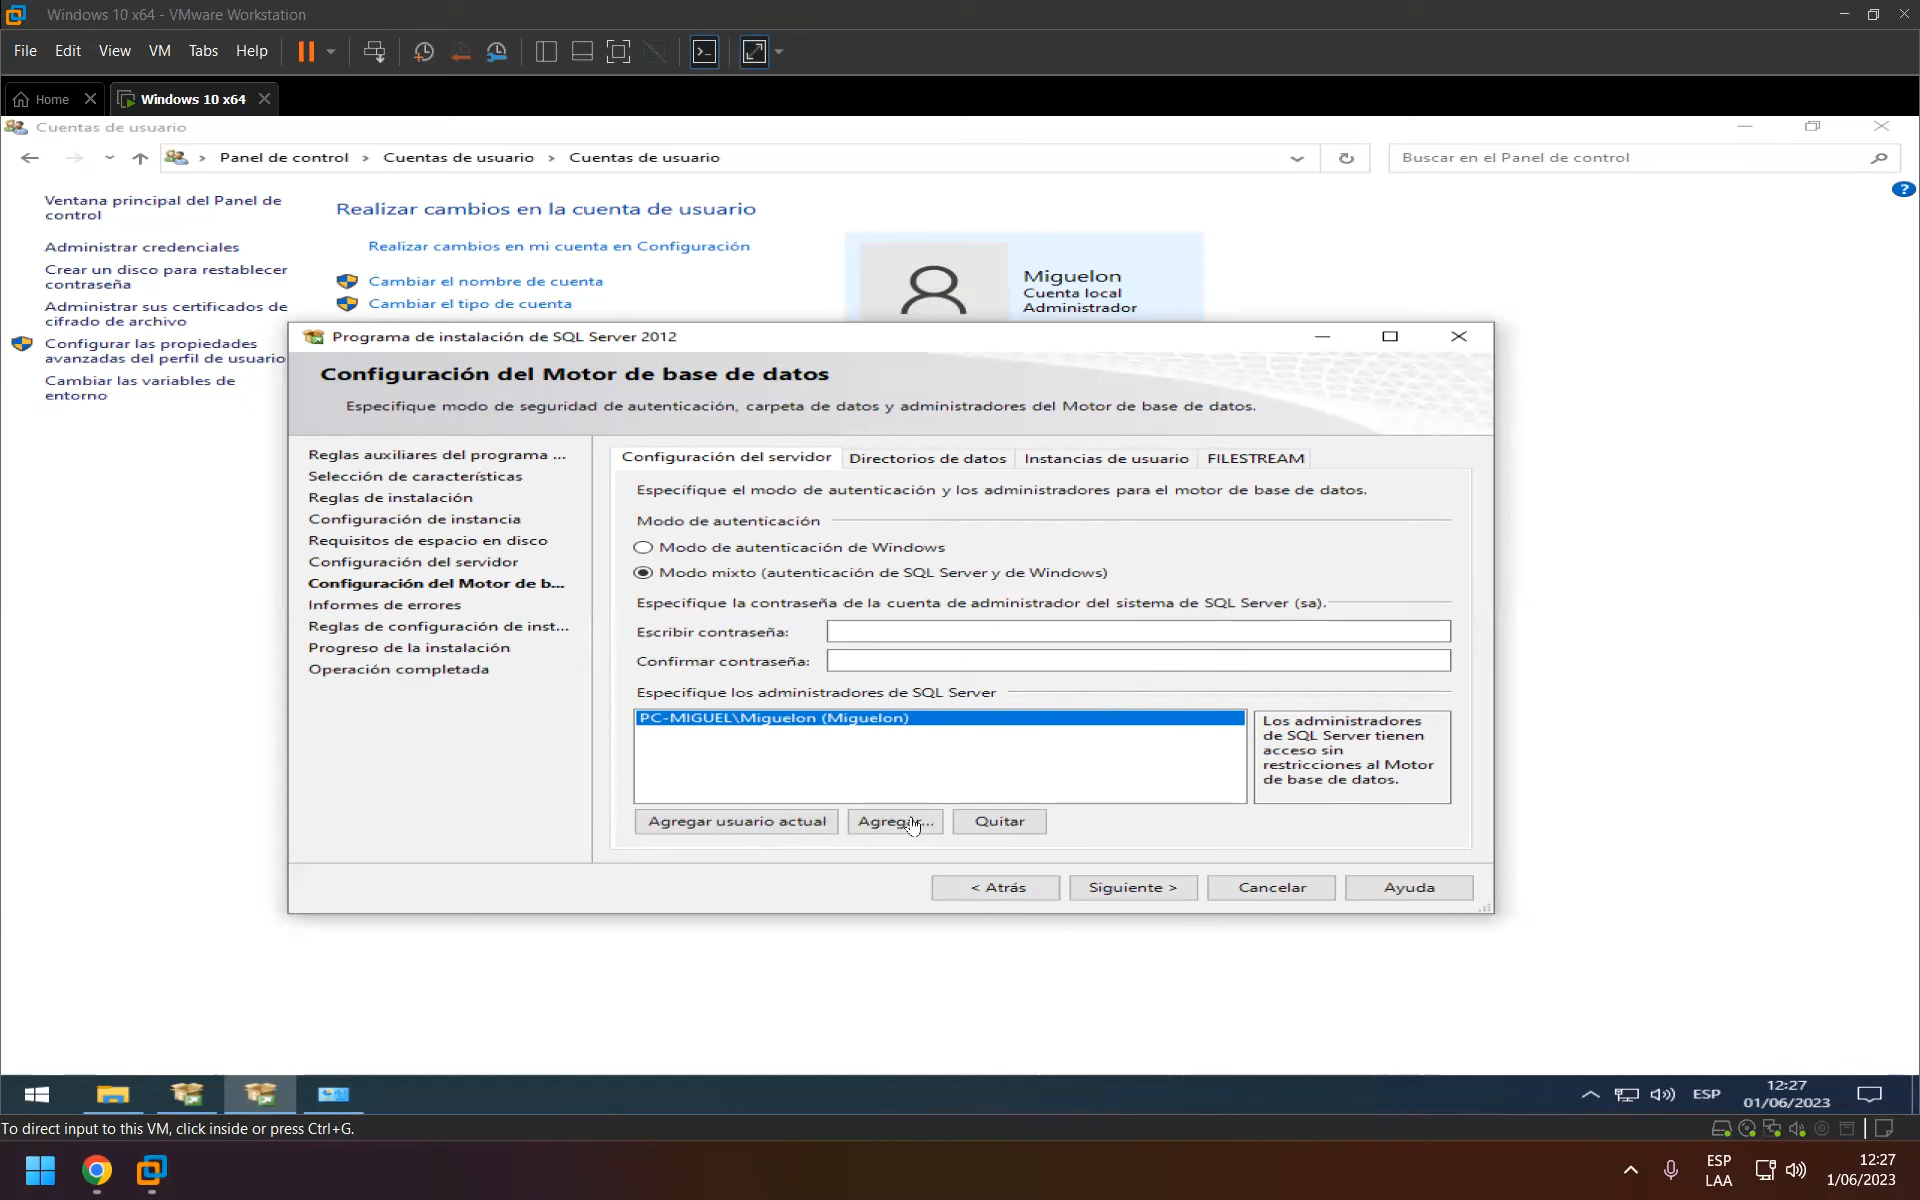 Windows 10 x64 - VMware Workstation
File Edit View VM Tabs Help
Home
Windows 10 x64
Cuentas de usuario
Panel de control > Cuentas de usuario > Cuentas de usuario
Buscar en el Panel de control
Ventana principal del Panel de
control
Administrar credenciales
Crear un disco para restablecer
contraseña
Administrar sus certificados de
cifrado de archivo
Configurar las propiedades
avanzadas del perfil de usuario
Cambiar las variables de
entorno
Realizar cambios en la cuenta de usuario
Realizar cambios en mi cuenta en Configuración
Cambiar el nombre de cuenta
Cambiar el tipo de cuenta
Miguelon
Cuenta local
Administrador
?
Programa de instalación de SQL Server 2012
Configuración del Motor de base de datos
Especifique modo de seguridad de autenticación, carpeta de datos y administradores del Motor de base de datos.
Reglas auxiliares del programa ...
Selección de características
Reglas de instalación
Configuración de instancia
Requisitos de espacio en disco
Configuración del servidor
Configuración del Motor de b...
Informes de errores
Reglas de configuración de inst...
Progreso de la instalación
Operación completada
Configuración del servidor
Directorios de datos
Instancias de usuario
FILESTREAM
Especifique el modo de autenticación y los administradores para el motor de base de datos.
Modo de autenticación
Modo de autenticación de Windows
Modo mixto (autenticación de SQL Server y de Windows)
Especifique la contraseña de la cuenta de administrador del sistema de SQL Server (sa).
Escribir contraseña:
Confirmar contraseña:
Especifique los administradores de SQL Server
PC-MIGUEL\Miguelon (Miguelon)
Los administradores
de SQL Server tienen
acceso sin
restricciones al Motor
de base de datos.
Agregar usuario actual
Agregar...
Quitar
< Atrás
Siguiente >
Cancelar
Ayuda
ESP
12:27
01/06/2023
To direct input to this VM, click inside or press Ctrl+G.
ESP
LAA
12:27
1/06/2023